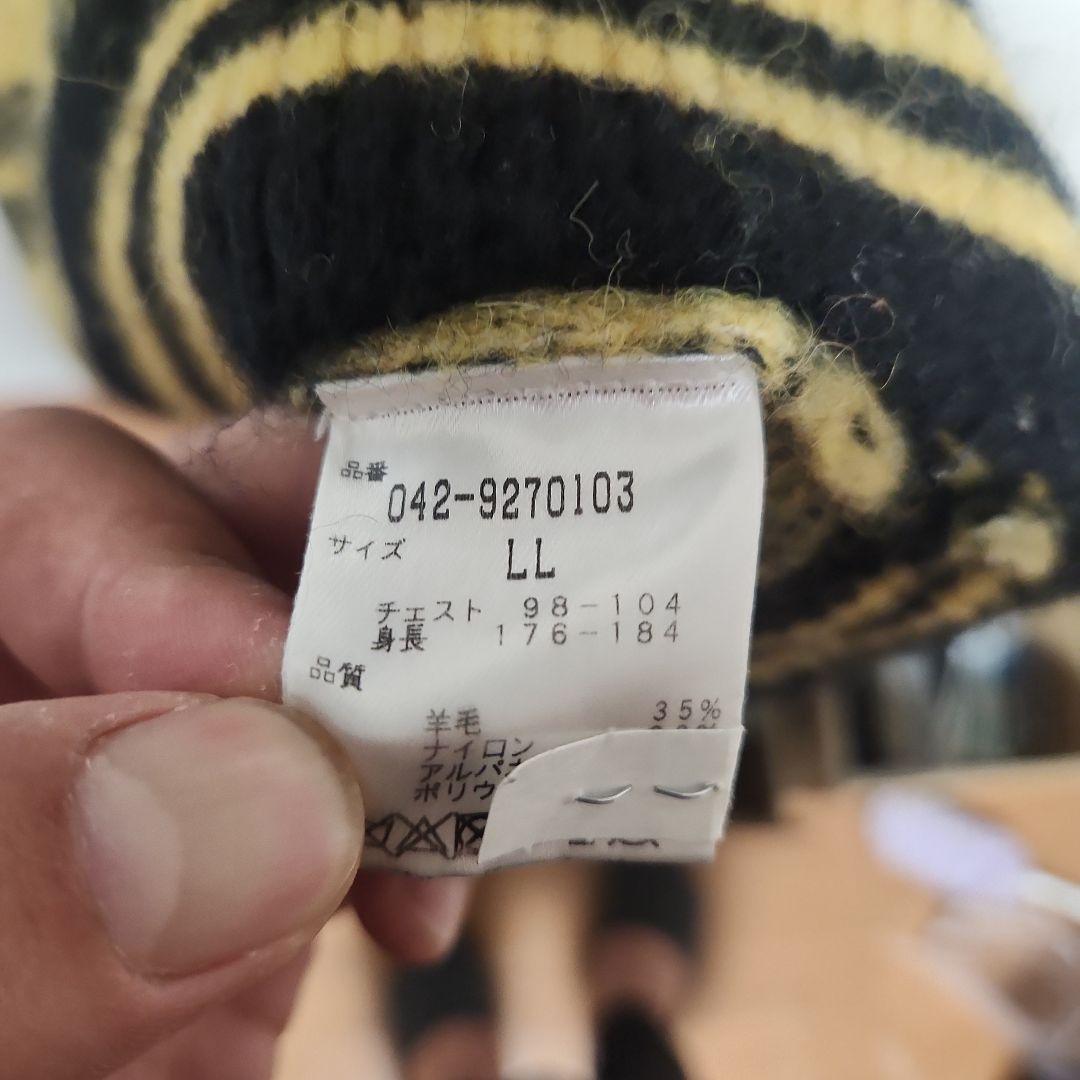 品番
042-9270103
サイズ
LL
チェスト 98-104
身長 176-184
品質
羊毛 35%
ナイロン